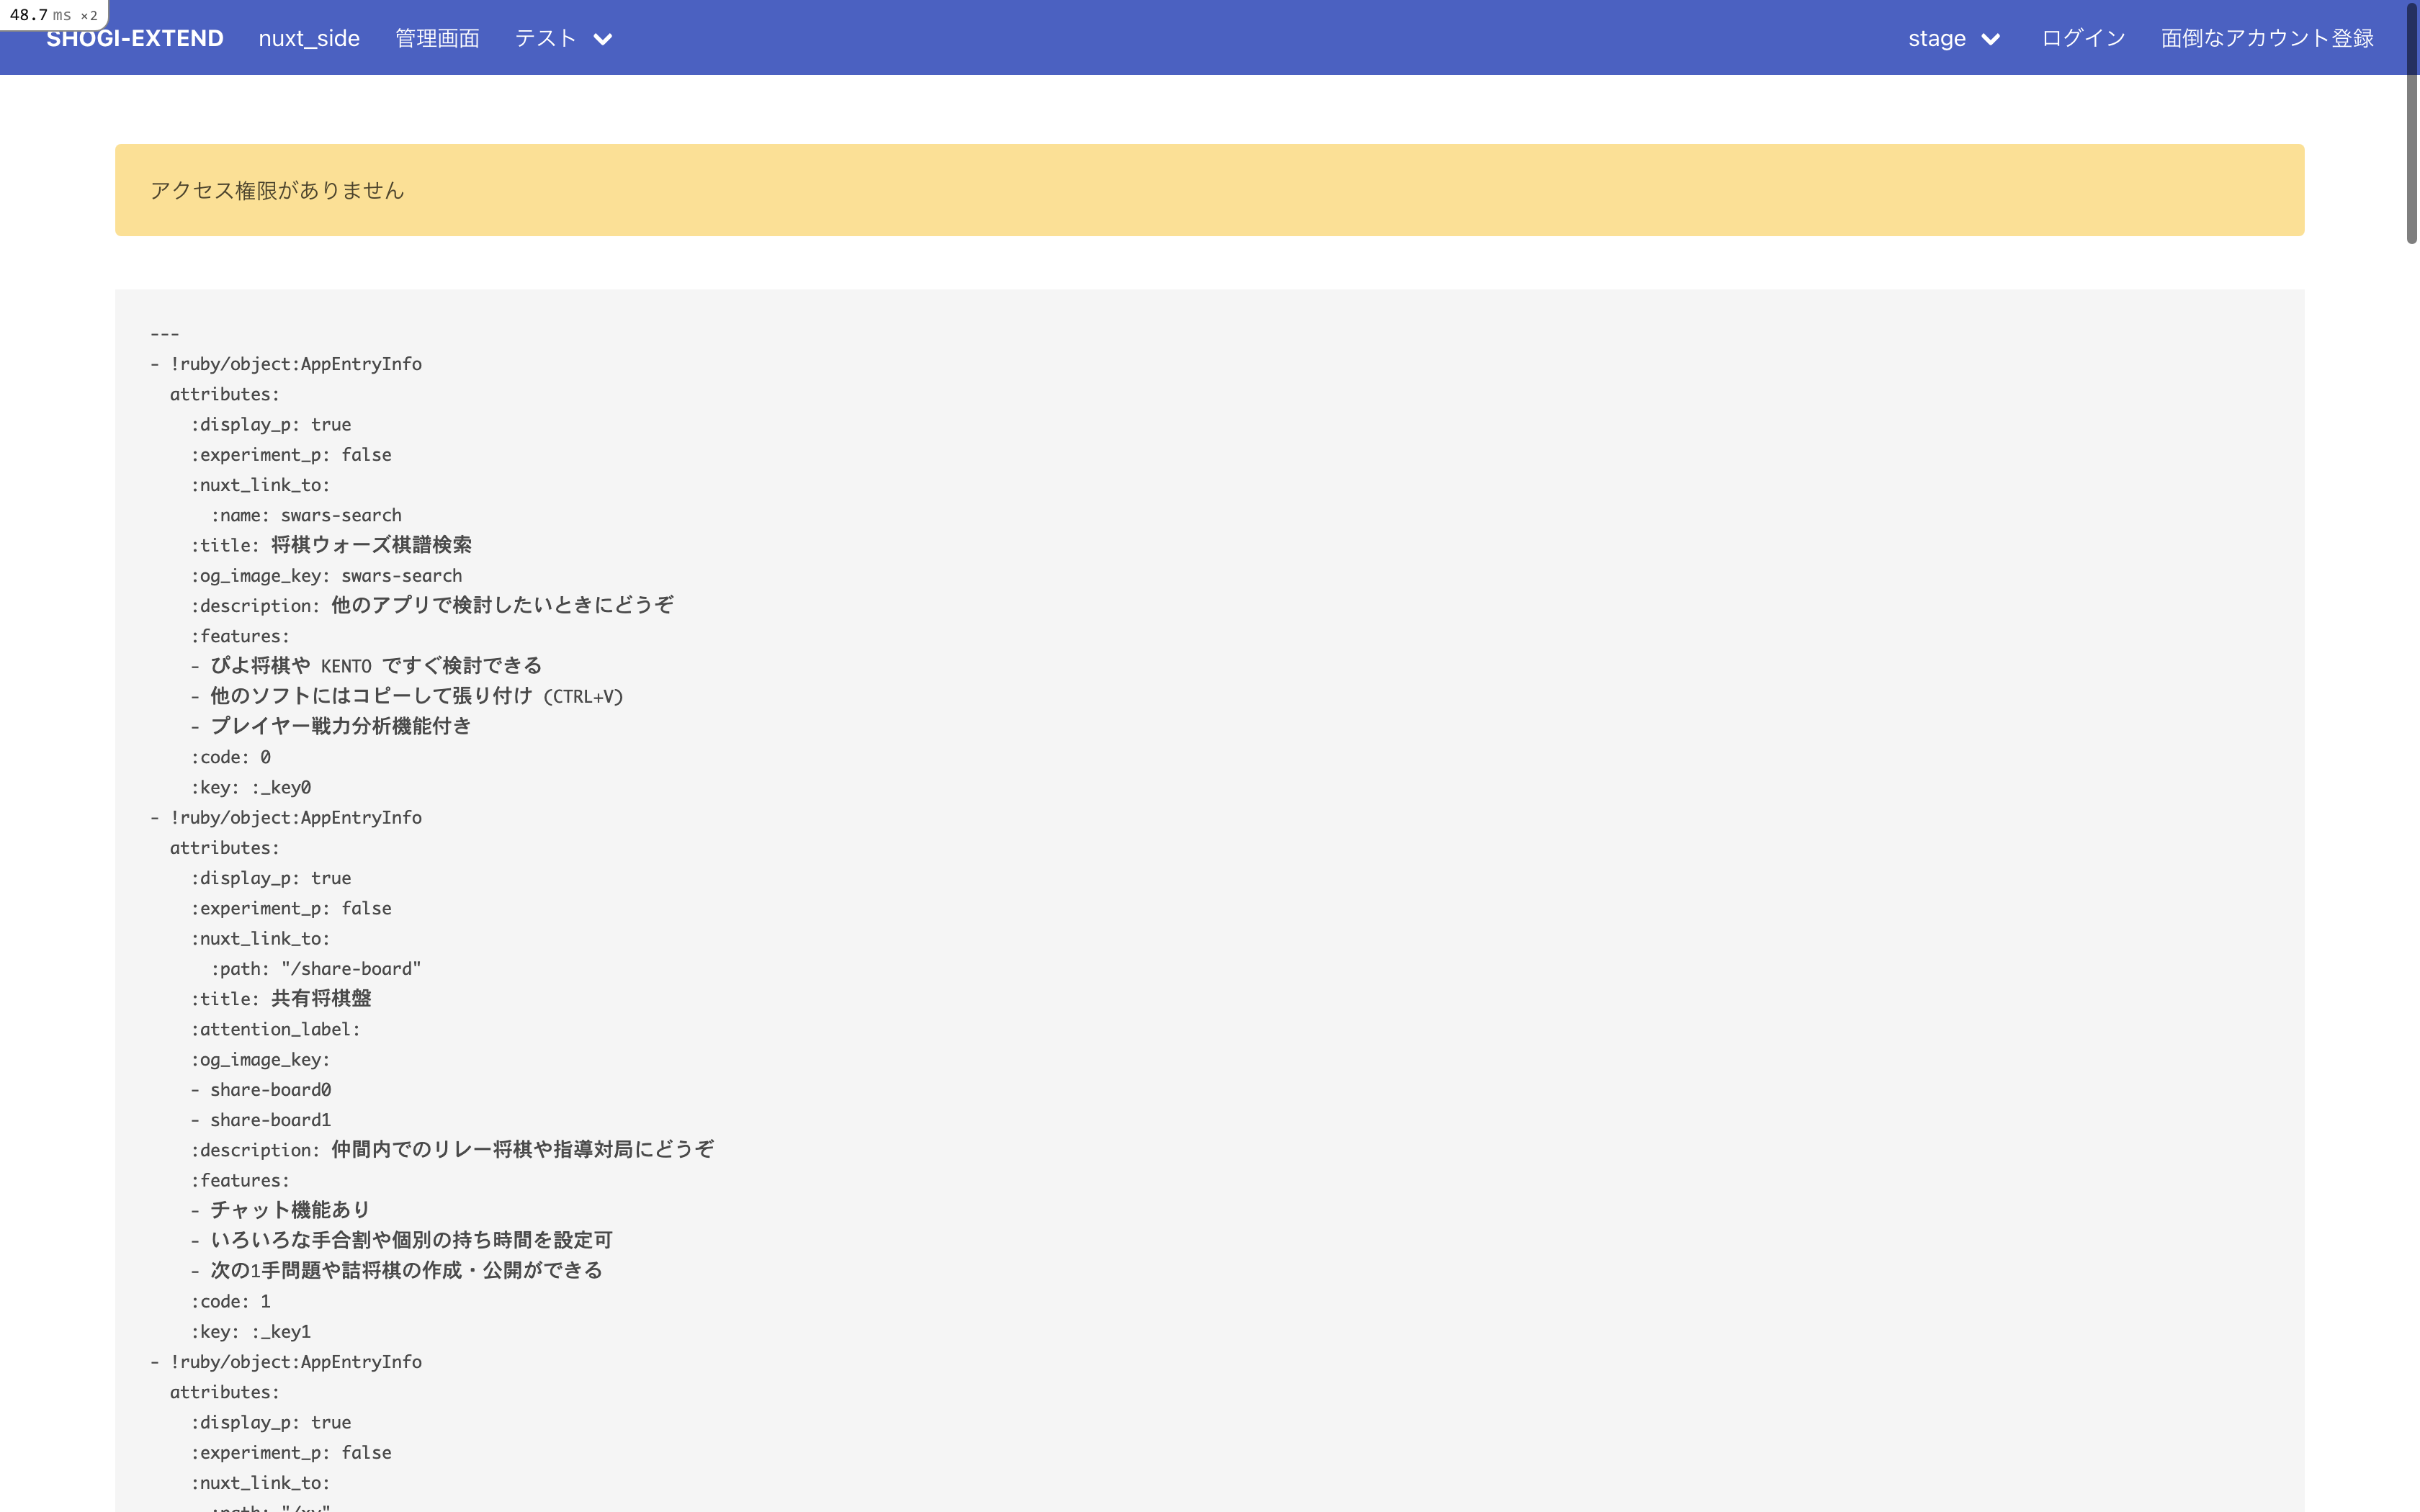 48.7 ms ×2
SHOGI-EXTEND nuxt_side 管理画面 テスト stage ログイン 面倒なアカウント登録
アクセス権限がありません
---
- !ruby/object:AppEntryInfo
  attributes:
    :display_p: true
    :experiment_p: false
    :nuxt_link_to:
      :name: swars-search
    :title: 将棋ウォーズ棋譜検索
    :og_image_key: swars-search
    :description: 他のアプリで検討したいときにどうぞ
    :features:
    - ぴよ将棋や KENTO ですぐ検討できる
    - 他のソフトにはコピーして張り付け (CTRL+V)
    - プレイヤー戦力分析機能付き
    :code: 0
    :key: :_key0
- !ruby/object:AppEntryInfo
  attributes:
    :display_p: true
    :experiment_p: false
    :nuxt_link_to:
      :path: "/share-board"
    :title: 共有将棋盤
    :attention_label:
    :og_image_key:
    - share-board0
    - share-board1
    :description: 仲間内でのリレー将棋や指導対局にどうぞ
    :features:
    - チャット機能あり
    - いろいろな手合割や個別の持ち時間を設定可
    - 次の1手問題や詰将棋の作成・公開ができる
    :code: 1
    :key: :_key1
- !ruby/object:AppEntryInfo
  attributes:
    :display_p: true
    :experiment_p: false
    :nuxt_link_to:
      :path: "/xy"